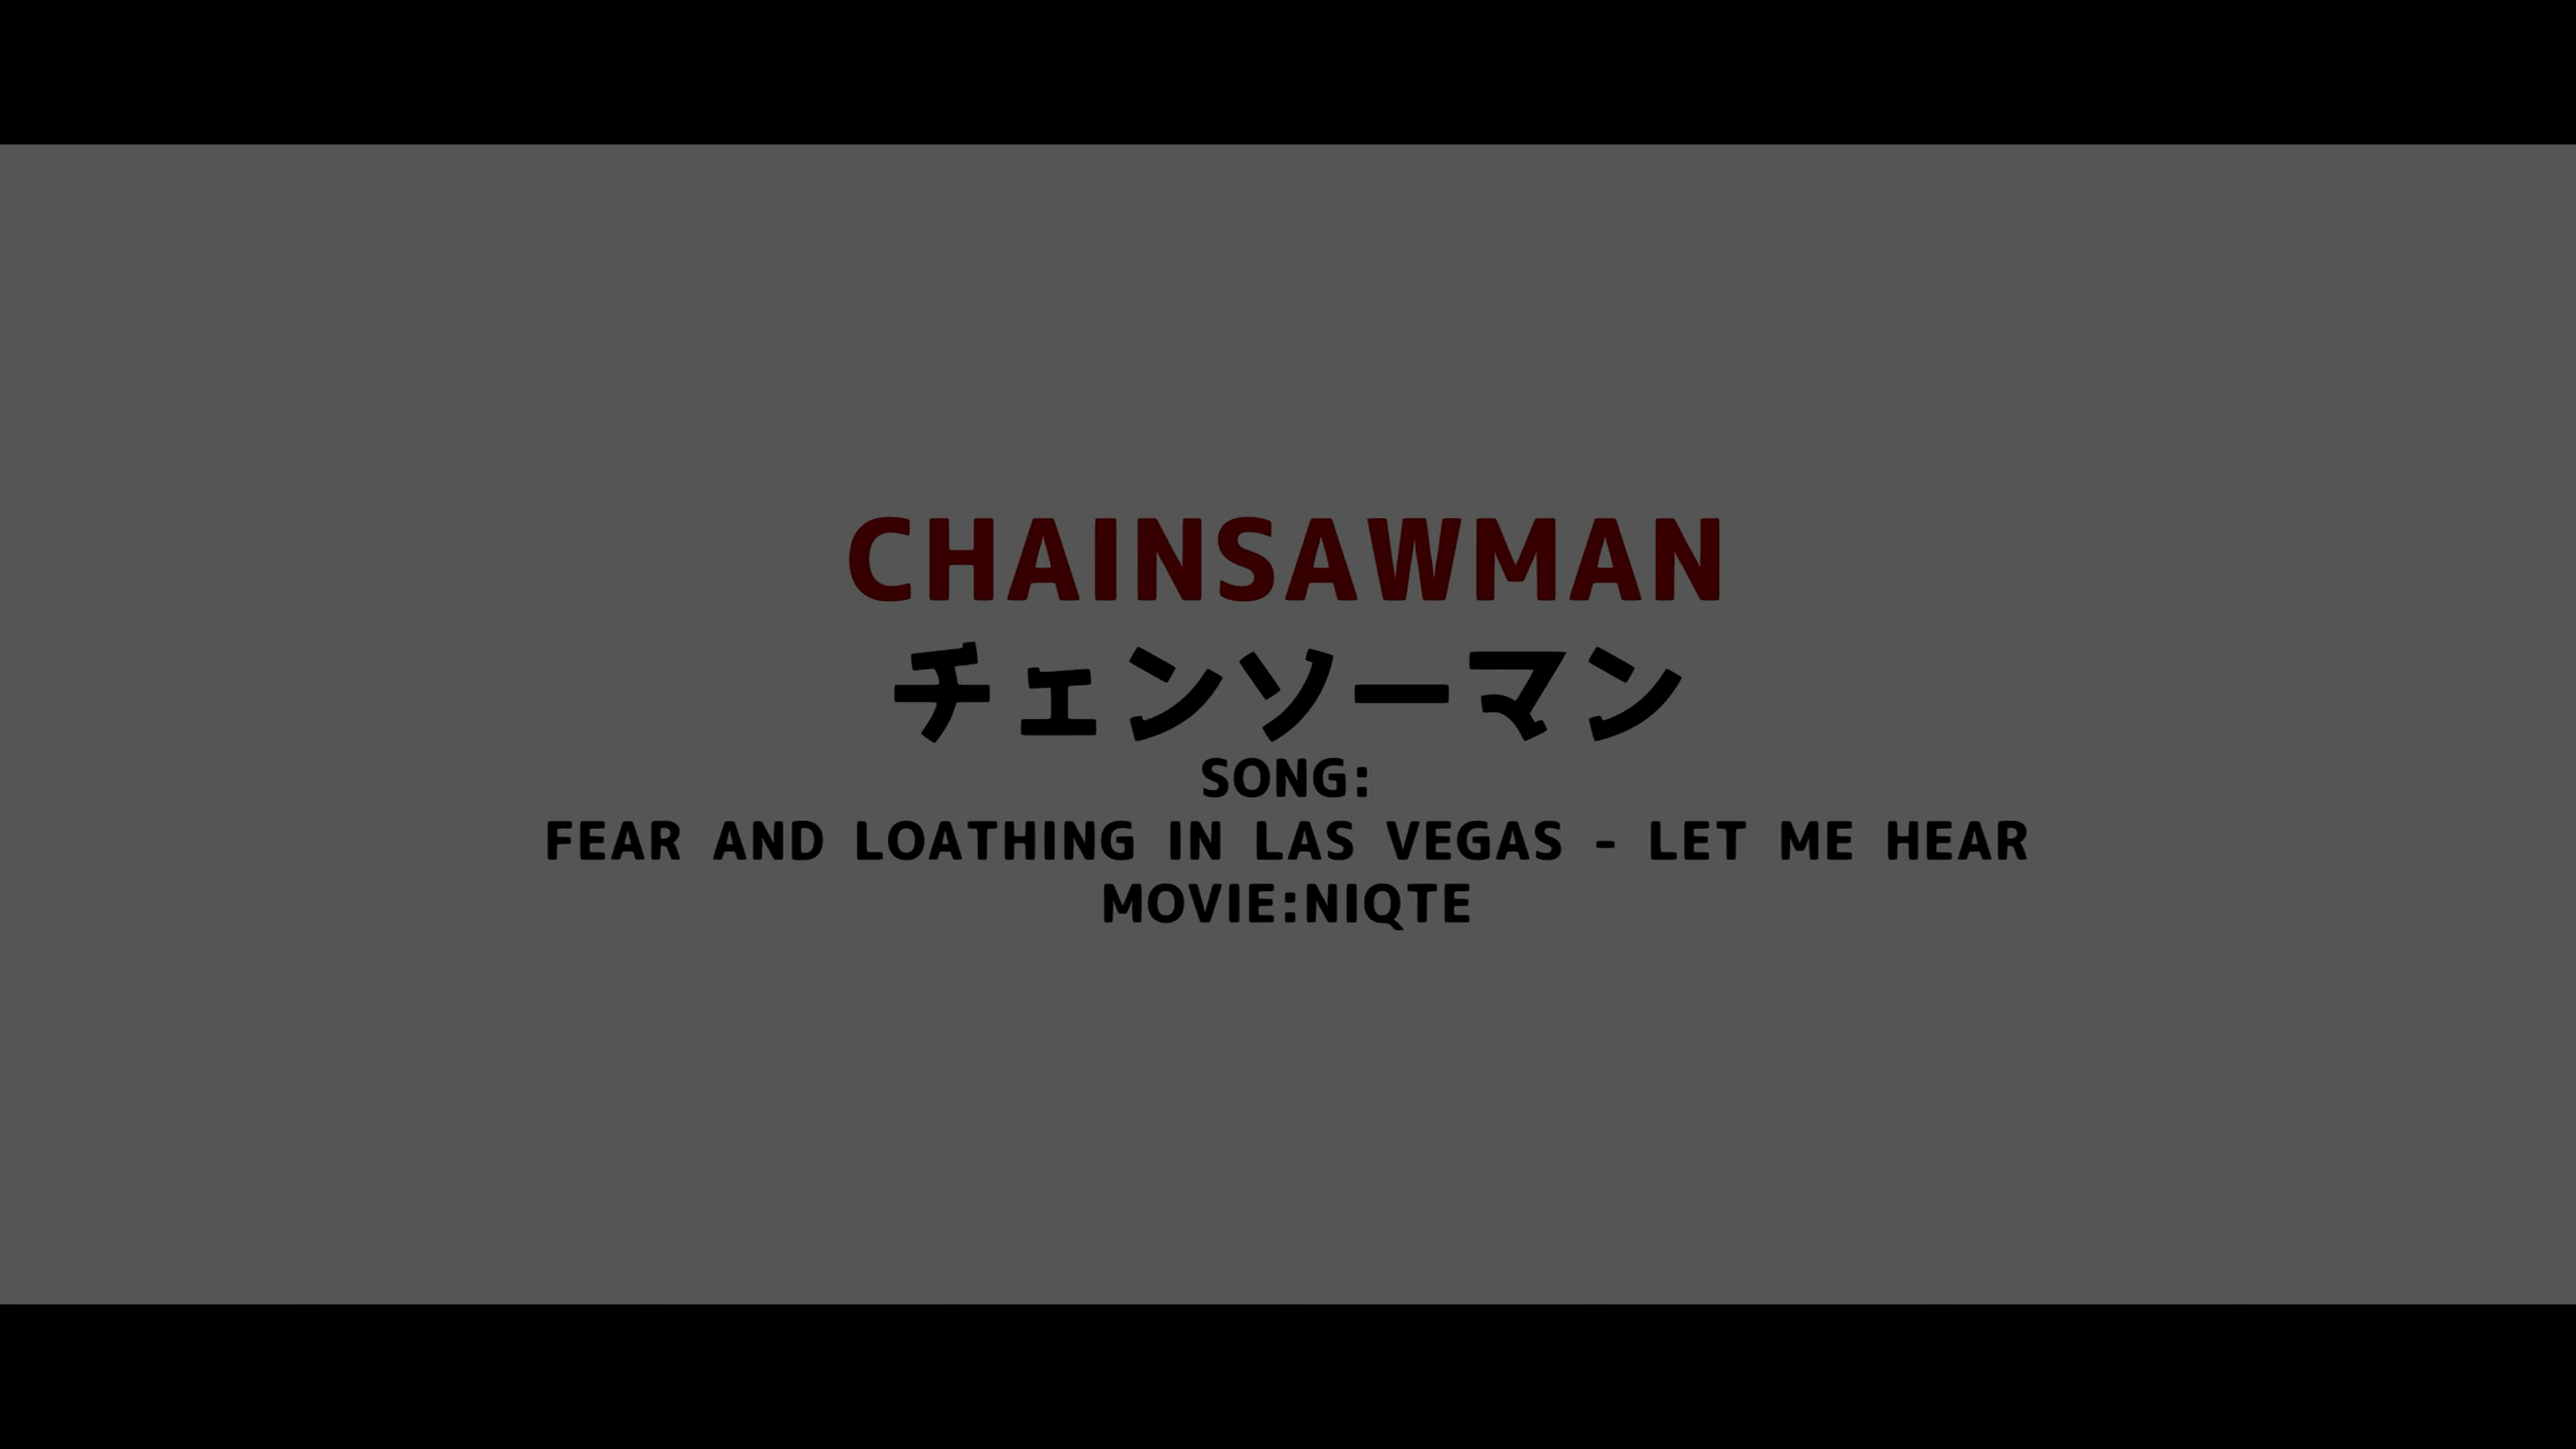 CHAINSAWMAN
チェンソーマン
SONG:
FEAR AND LOATHING IN LAS VEGAS - LET ME HEAR
MOVIE:NIQTE